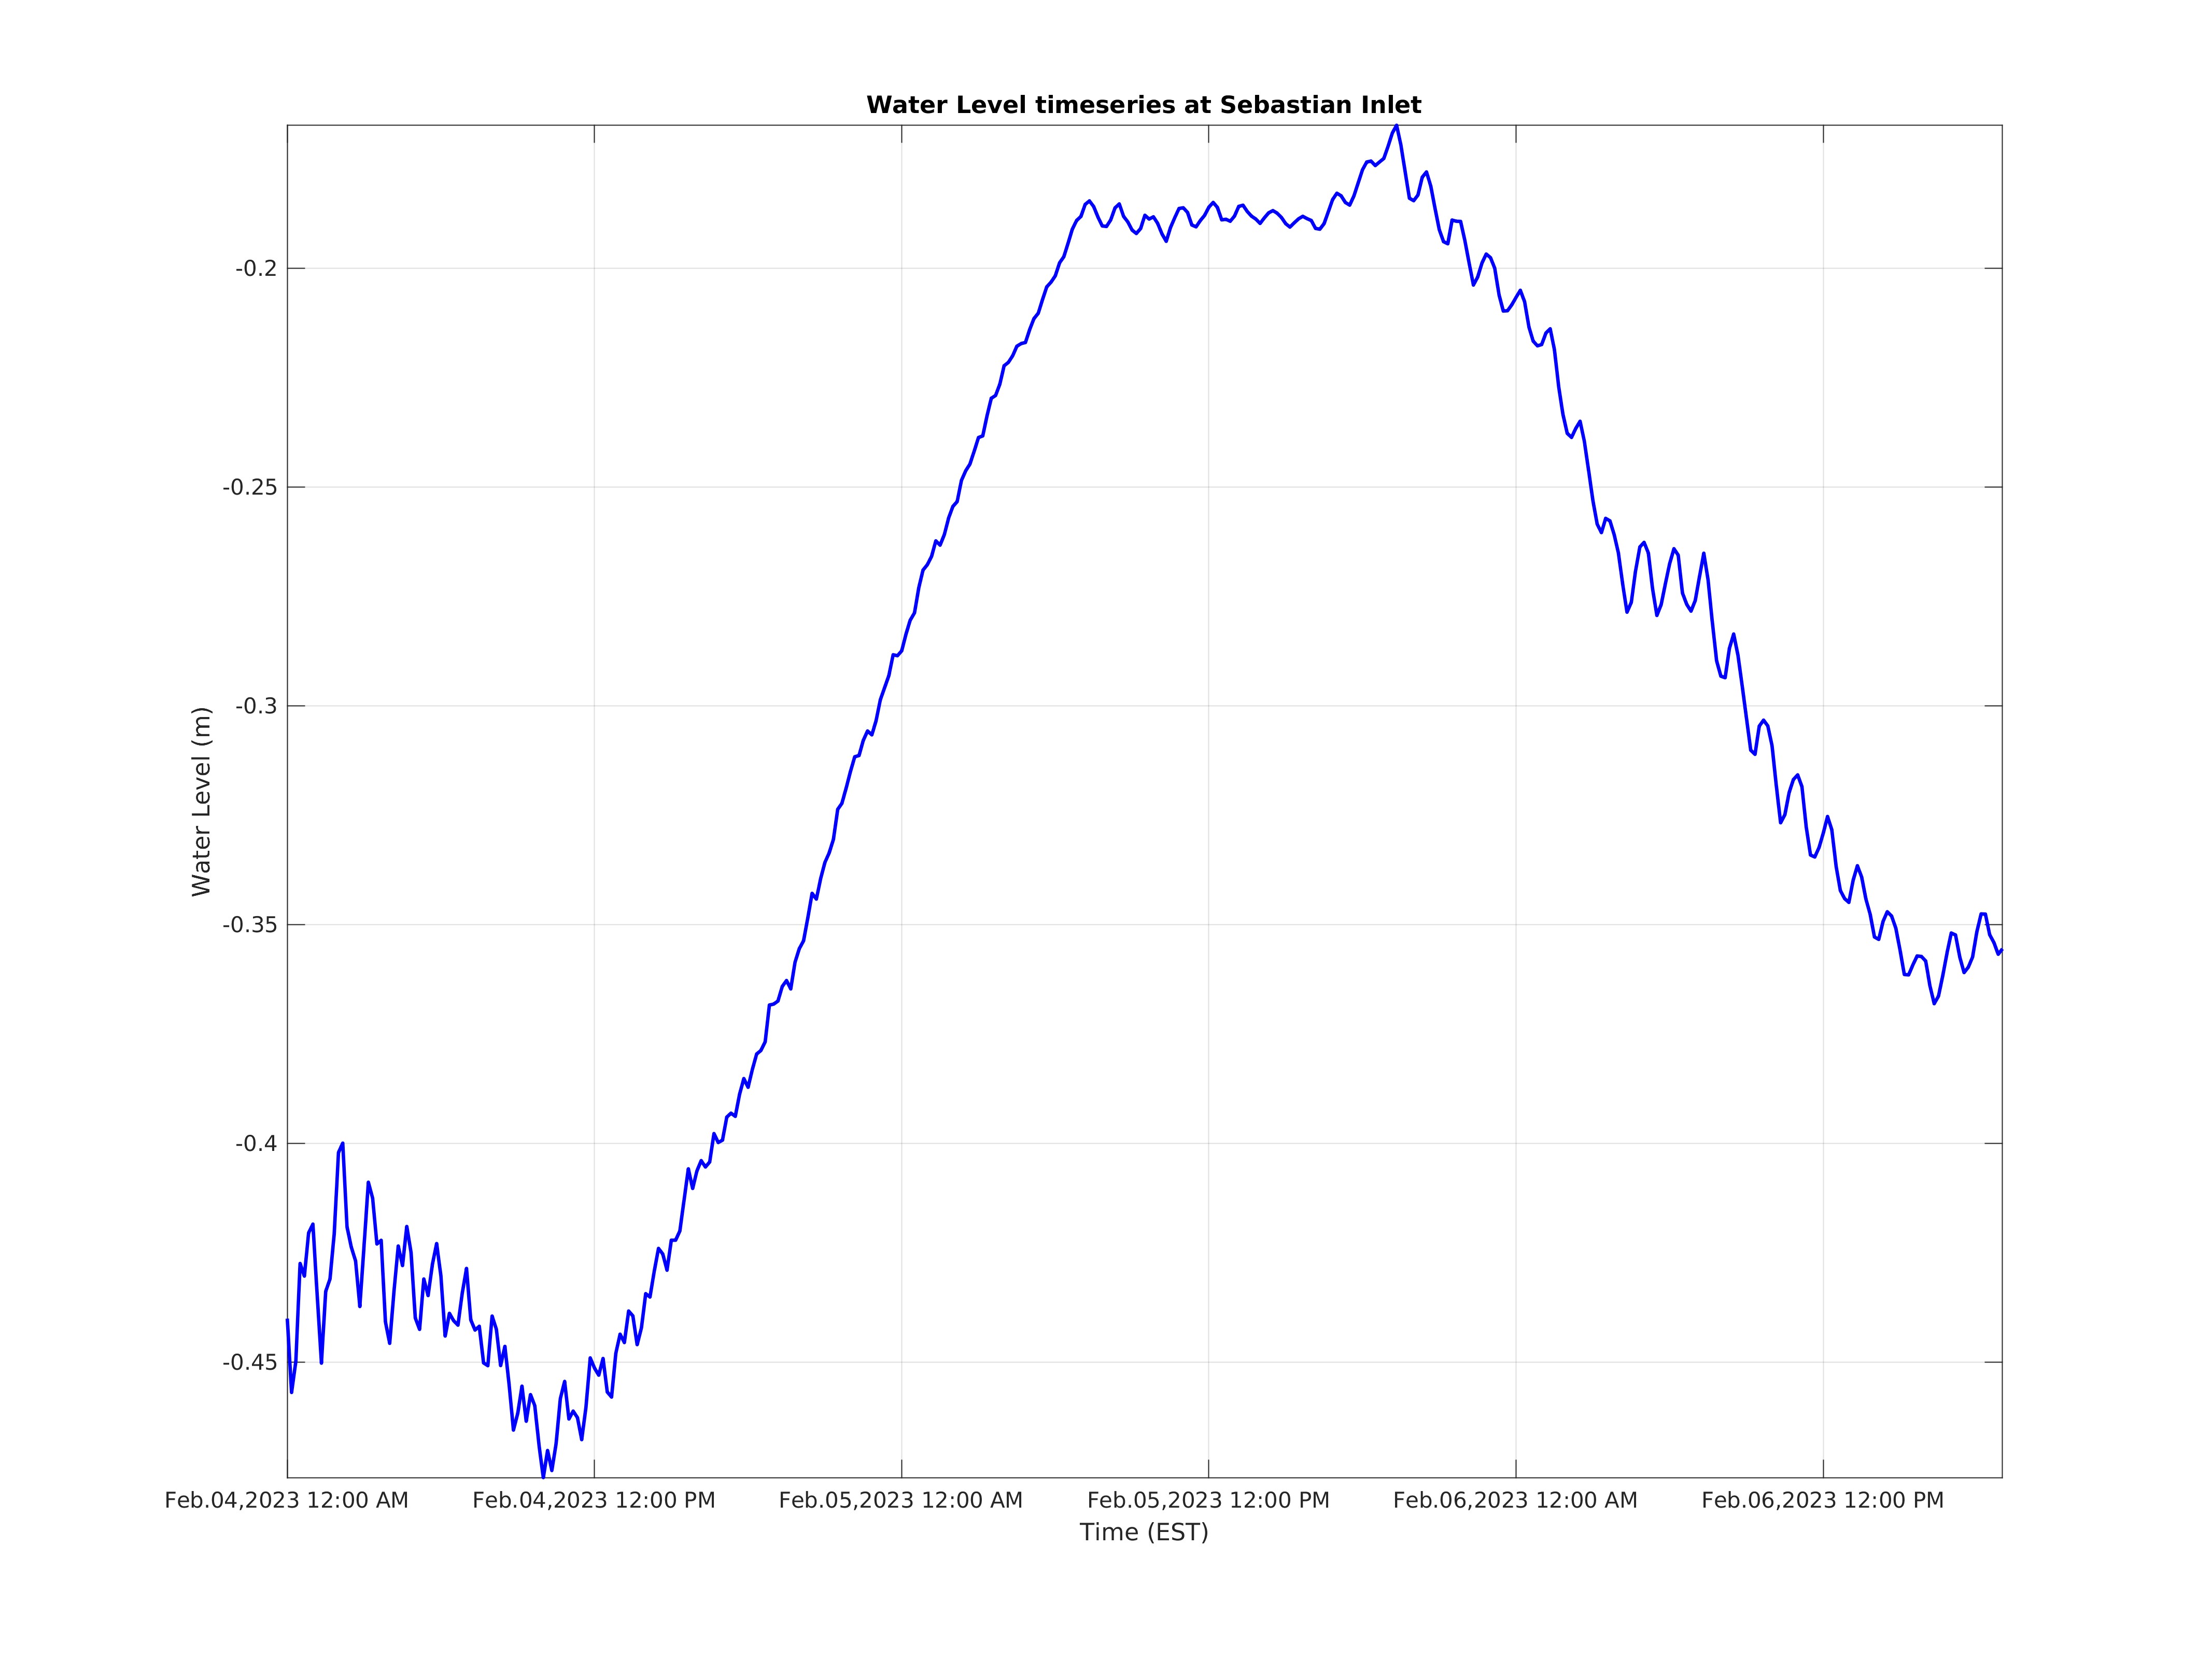 Water Level timeseries at Sebastian Inlet
-0.2
-0.25
-0.3
-0.35
-0.4
-0.45
Water Level (m)
Feb.04,2023 12:00 AM Feb.04,2023 12:00 PM Feb.05,2023 12:00 AM Feb.05,2023 12:00 PM Feb.06,2023 12:00 AM Feb.06,2023 12:00 PM
Time (EST)